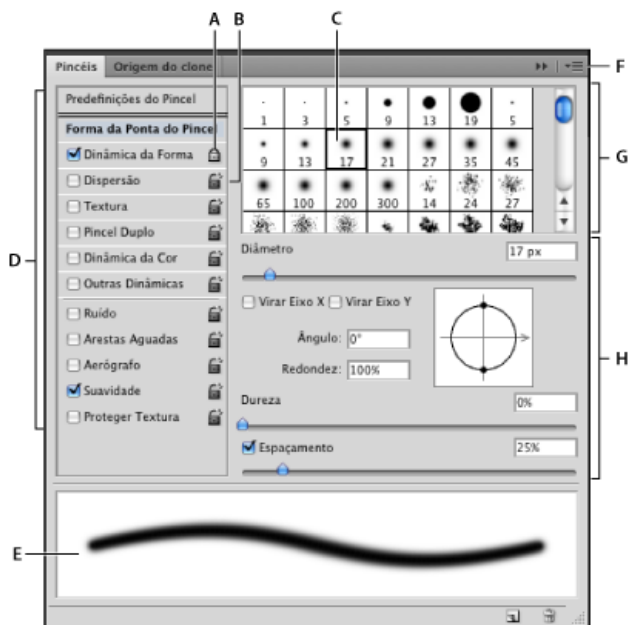 A B C
Pincéis Origem do clone
F
Predefinições do Pincel
Forma da Ponta do Pincel
Dinâmica da Forma
Dispersão
Textura
Pincel Duplo
Dinâmica da Cor
Outras Dinâmicas
Ruído
Arestas Aguadas
Aerógrafo
Suavidade
Proteger Textura
D
1 3 5 9 13 19 5
9 13 17 21 27 35 45
65 100 200 300 14 24 27
G
Diâmetro 17 px
Virar Eixo X Virar Eixo Y
Ângulo: 0°
Redondez: 100%
H
Dureza 0%
Espaçamento 25%
E